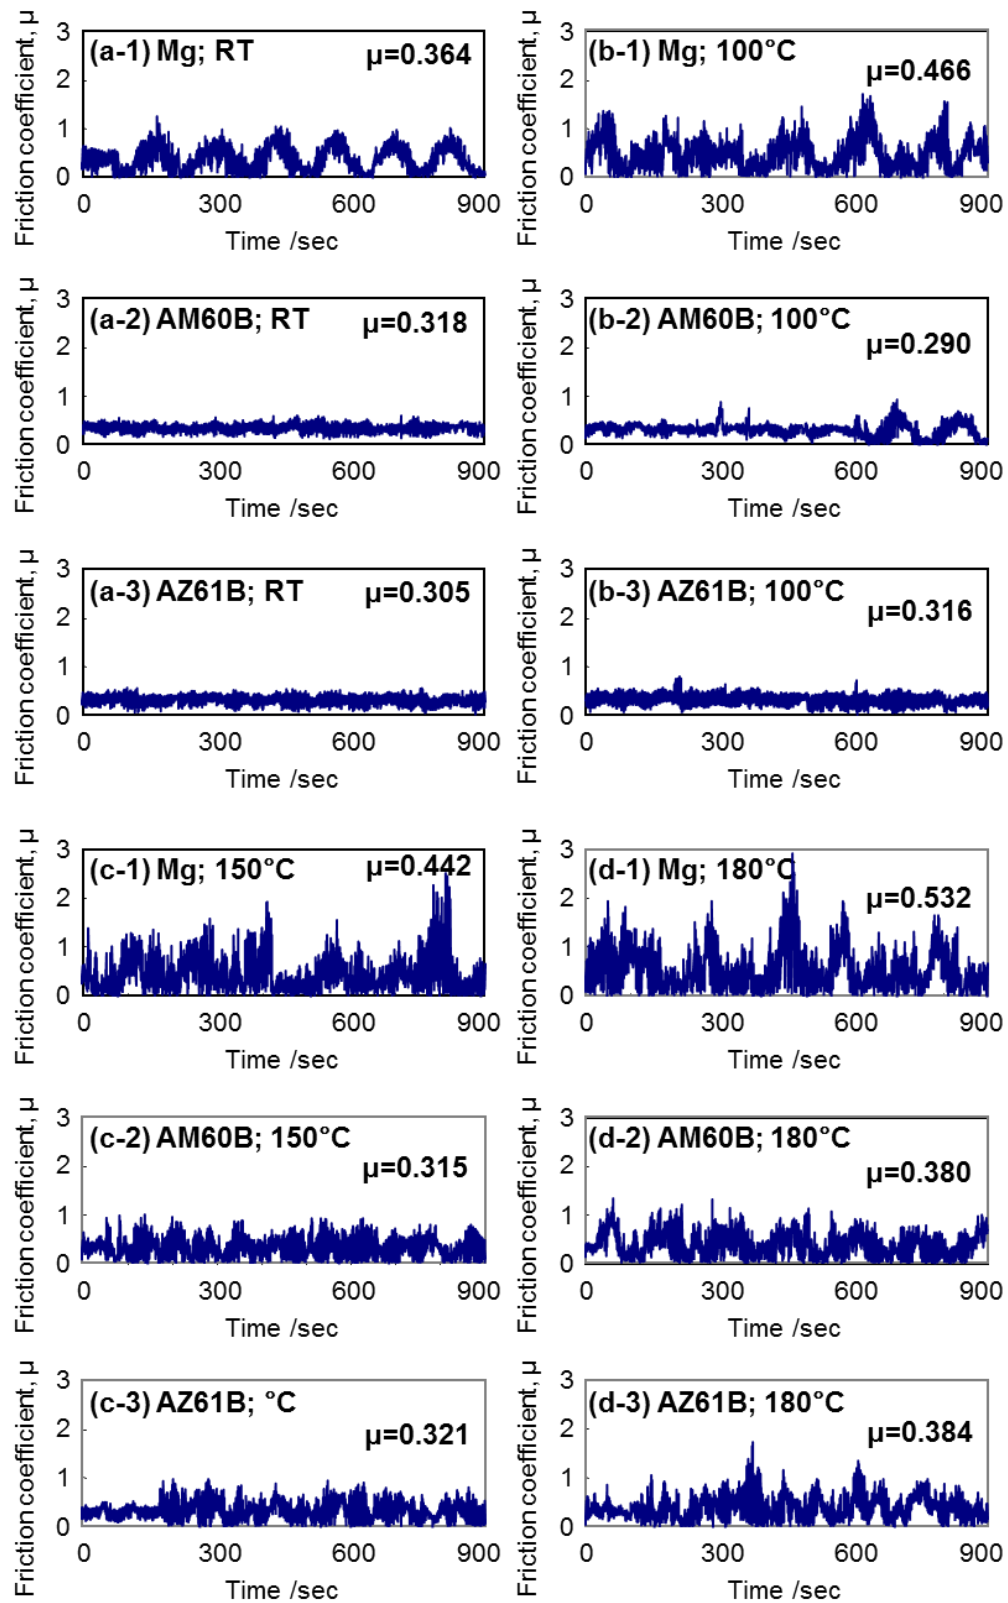 Friction coefficient, μ
3
2
1
0
(a-1) Mg; RT
μ=0.364
0 300 600 900
Time /sec
Friction coefficient, μ
3
2
1
0
(b-1) Mg; 100°C
μ=0.466
0 300 600 900
Time /sec
Friction coefficient, μ
3
2
1
0
(a-2) AM60B; RT
μ=0.318
0 300 600 900
Time /sec
Friction coefficient, μ
3
2
1
0
(b-2) AM60B; 100°C
μ=0.290
0 300 600 900
Time /sec
Friction coefficient, μ
3
2
1
0
(a-3) AZ61B; RT
μ=0.305
0 300 600 900
Time /sec
Friction coefficient, μ
3
2
1
0
(b-3) AZ61B; 100°C
μ=0.316
0 300 600 900
Time /sec
Friction coefficient, μ
3
2
1
0
(c-1) Mg; 150°C
μ=0.442
0 300 600 900
Time /sec
Friction coefficient, μ
3
2
1
0
(d-1) Mg; 180°C
μ=0.532
0 300 600 900
Time /sec
Friction coefficient, μ
3
2
1
0
(c-2) AM60B; 150°C
μ=0.315
0 300 600 900
Time /sec
Friction coefficient, μ
3
2
1
0
(d-2) AM60B; 180°C
μ=0.380
0 300 600 900
Time /sec
Friction coefficient, μ
3
2
1
0
(c-3) AZ61B; °C
μ=0.321
0 300 600 900
Time /sec
Friction coefficient, μ
3
2
1
0
(d-3) AZ61B; 180°C
μ=0.384
0 300 600 900
Time /sec